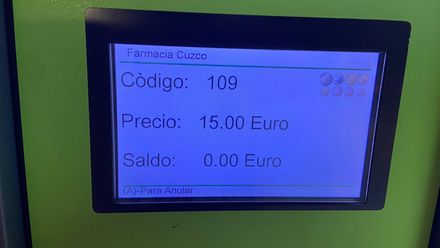 Farmacia Cuzco
Còdigo: 109
Precio: 15.00 Euro
Saldo: 0.00 Euro
(A)-Para Anular